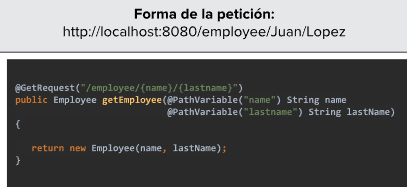 Forma de la petición:
http://localhost:8080/employee/Juan/Lopez
@GetRequest("/employee/{name}/{lastname}")
public Employee getEmployee(@PathVariable("name") String name
@PathVariable("lastname") String lastName)
{
return new Employee(name, lastName);
}